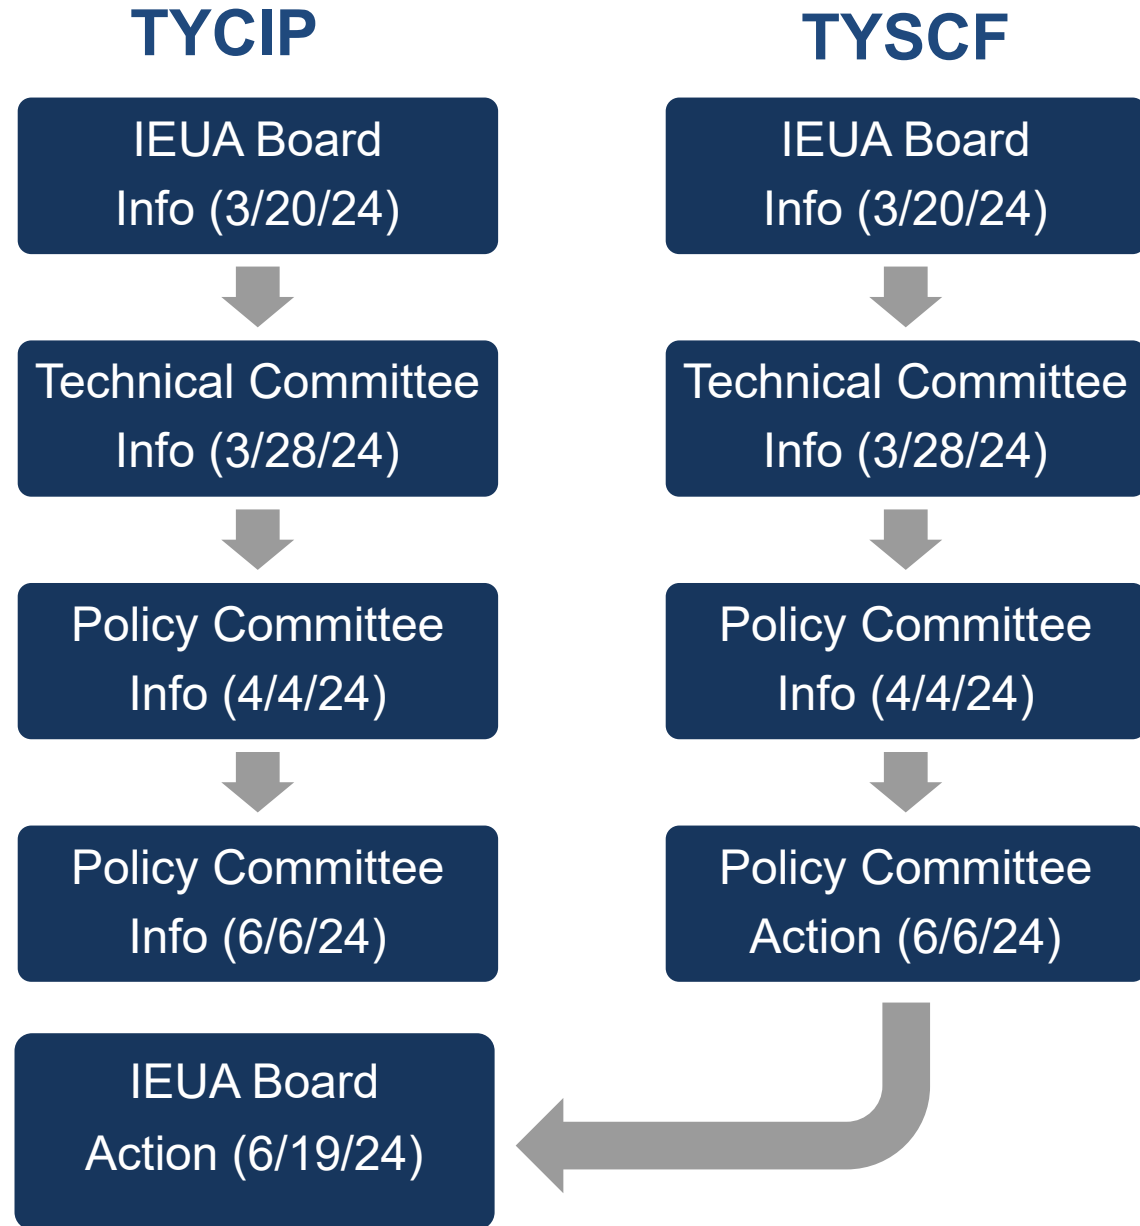 TYCIP
IEUA Board
Info (3/20/24)
Technical Committee
Info (3/28/24)
Policy Committee
Info (4/4/24)
Policy Committee
Info (6/6/24)
IEUA Board
Action (6/19/24)
TYSCF
IEUA Board
Info (3/20/24)
Technical Committee
Info (3/28/24)
Policy Committee
Info (4/4/24)
Policy Committee
Action (6/6/24)